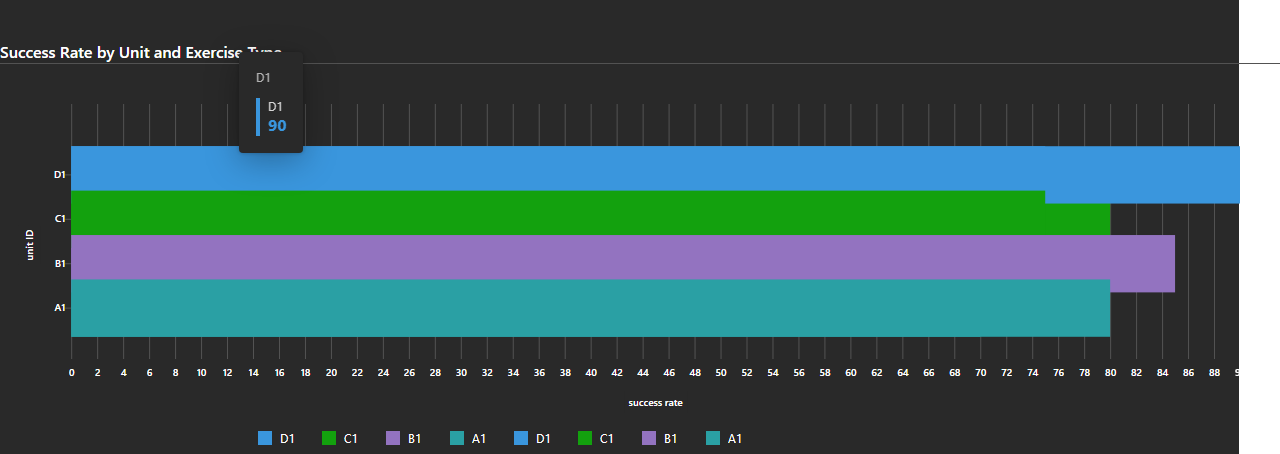 Success Rate by Unit and Exercise Type
D1
D1
90
D1
C1
B1
A1
unit ID
0 2 4 6 8 10 12 14 16 18 20 22 24 26 28 30 32 34 36 38 40 42 44 46 48 50 52 54 56 58 60 62 64 66 68 70 72 74 76 78 80 82 84 86 88
success rate
D1 C1 B1 A1 D1 C1 B1 A1